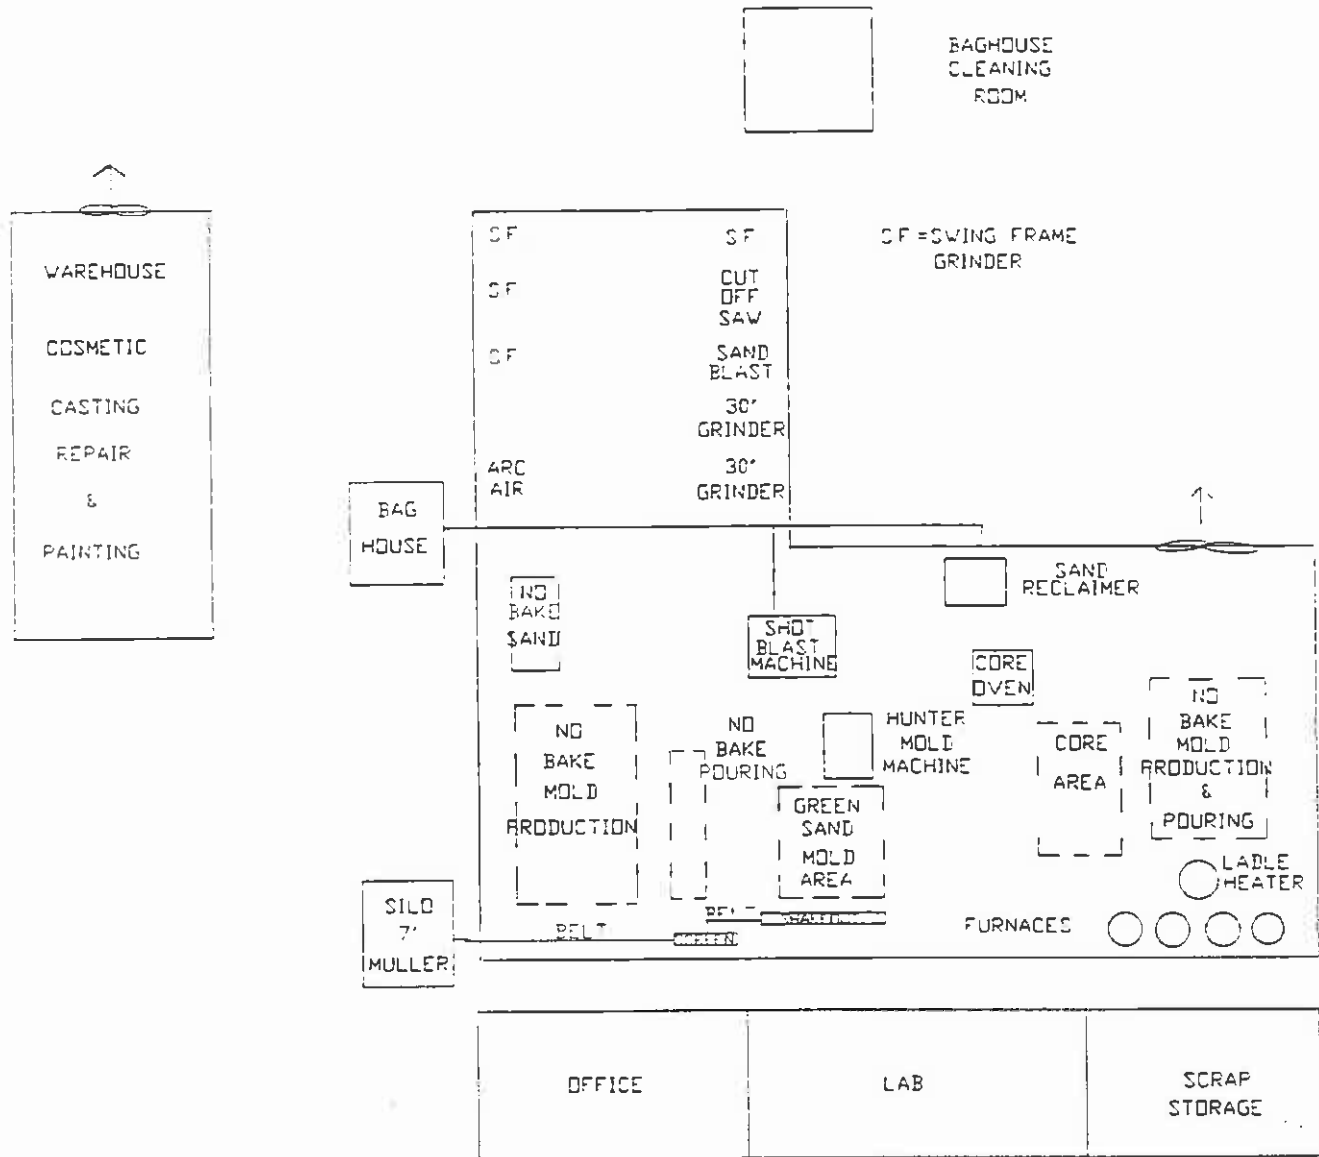 BAGHOUSE
CLEANING
ROOM
SF =SWING FRAME
GRINDER
WAREHOUSE
COSMETIC
CASTING
REPAIR
&
PAINTING
SF
SF
SF
ARC
AIR
SF
CUT
OFF
SAW
SAND
BLAST
30"
GRINDER
30"
GRINDER
BAG
HOUSE
NO
BAKE
SAND
SHOT
BLAST
MACHINE
SAND
RECLAIMER
CORE
OVEN
NO
BAKE
MOLD
PRODUCTION
NO
BAKE
POURING
HUNTER
MOLD
MACHINE
GREEN
SAND
MOLD
AREA
CORE
AREA
NO
BAKE
MOLD
PRODUCTION
&
POURING
LADLE
HEATER
FURNACES
SILO
7'
MULLER
BELT
SCREEN
BELT
OFFICE
LAB
SCRAP
STORAGE